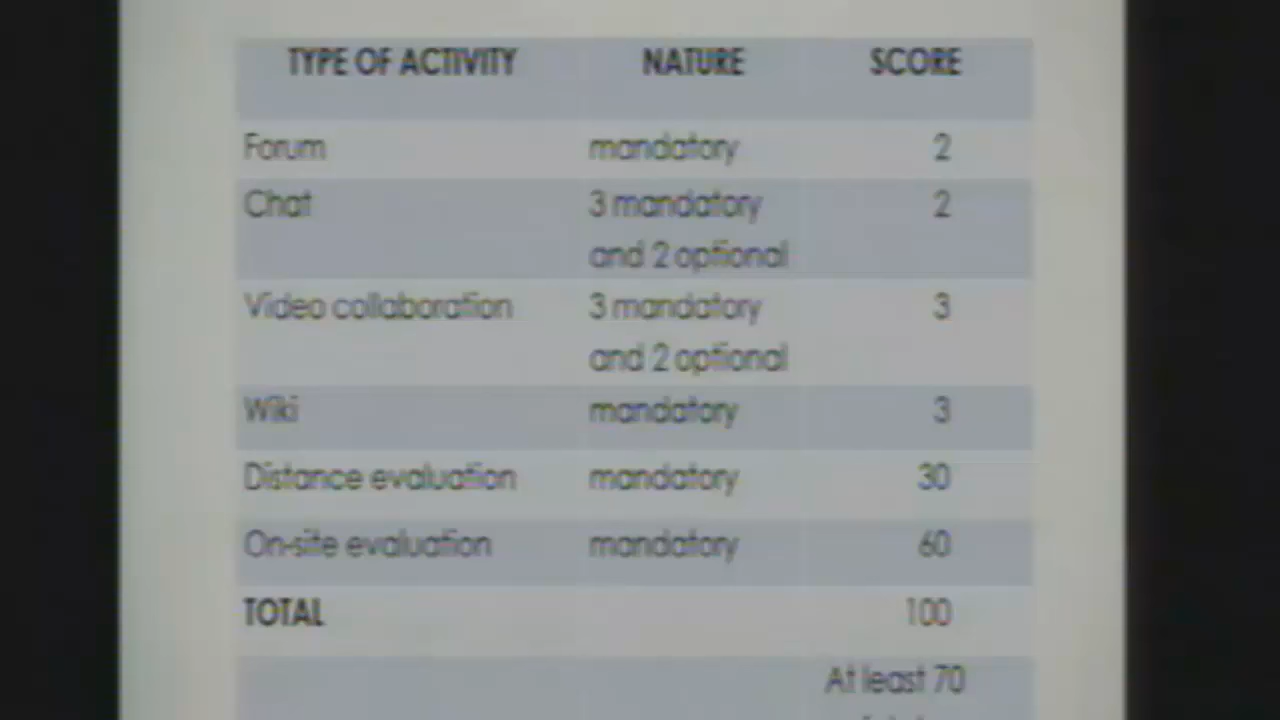 TYPE OF ACTIVITY NATURE SCORE
Forum mandatory 2
Chat 3 mandatory 2
and 2 optional
Video collaboration 3 mandatory 3
and 2 optional
Wiki mandatory 3
Distance evaluation mandatory 30
On-site evaluation mandatory 60
TOTAL 100
At least 70